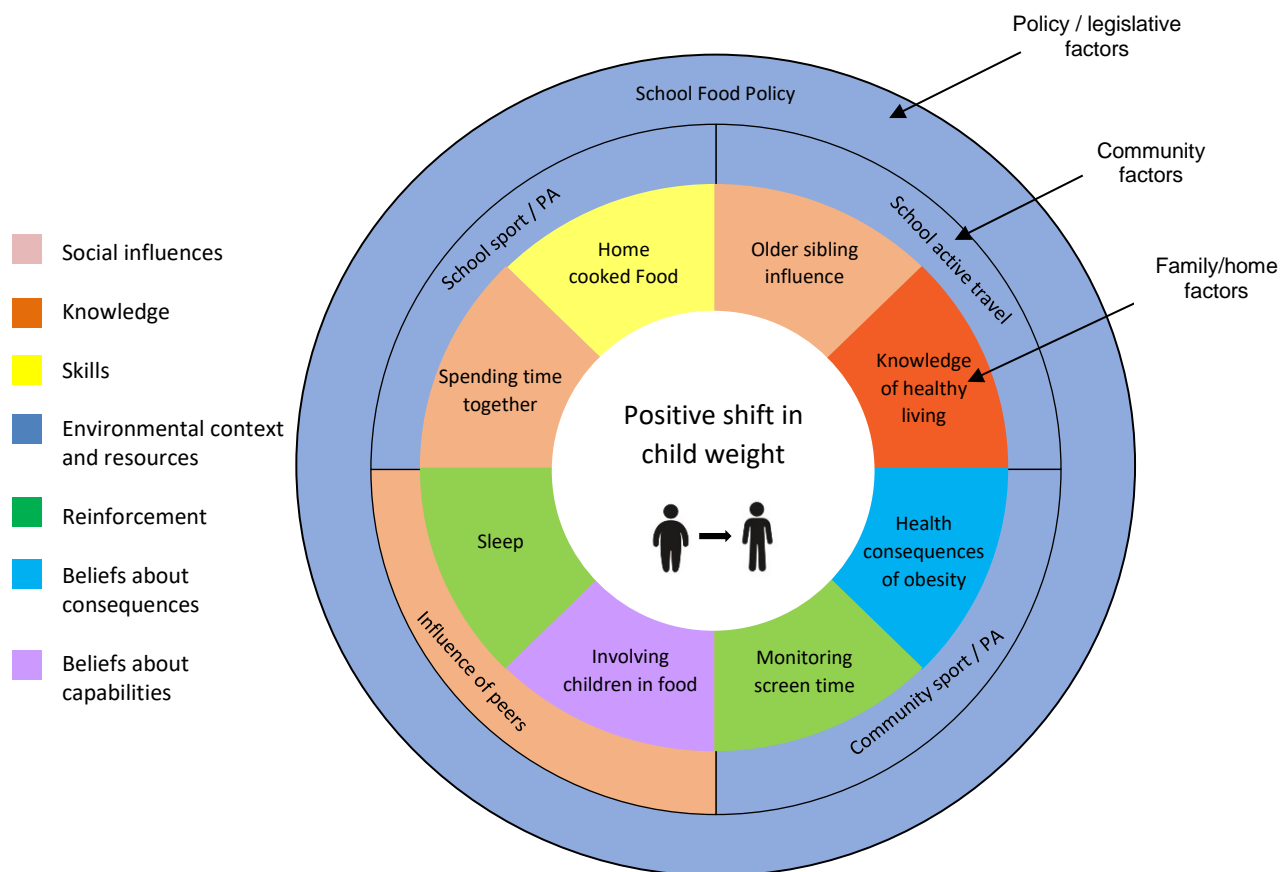 Policy / legislative
factors
School Food Policy
Community
factors
School sport / PA
School active travel
Family/home
factors
Social influences
Knowledge
Skills
Environmental context
and resources
Reinforcement
Beliefs about
consequences
Beliefs about
capabilities
Home
cooked Food
Older sibling
influence
Spending time
together
Knowledge
of healthy
living
Positive shift in
child weight
Sleep
Health
consequences
of obesity
Involving
children in food
Monitoring
screen time
Influence of peers
Community sport / PA